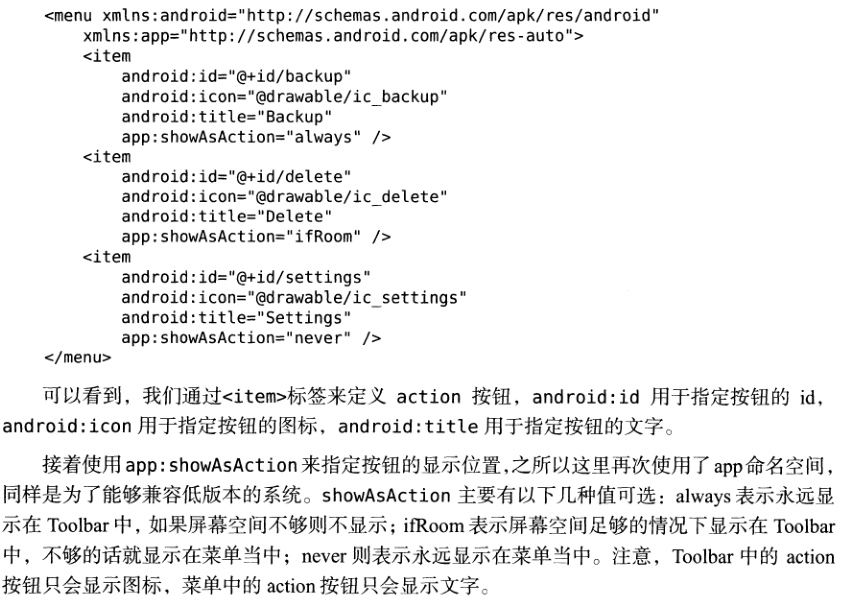 <menu xmlns:android="http://schemas.android.com/apk/res/android"
    xmlns:app="http://schemas.android.com/apk/res-auto">
    <item
        android:id="@+id/backup"
        android:icon="@drawable/ic_backup"
        android:title="Backup"
        app:showAsAction="always" />
    <item
        android:id="@+id/delete"
        android:icon="@drawable/ic_delete"
        android:title="Delete"
        app:showAsAction="ifRoom" />
    <item
        android:id="@+id/settings"
        android:icon="@drawable/ic_settings"
        android:title="Settings"
        app:showAsAction="never" />
</menu>
可以看到，我们通过<item>标签来定义 action 按钮，android:id 用于指定按钮的 id，
android:icon 用于指定按钮的图标，android:title 用于指定按钮的文字。
接着使用 app:showAsAction 来指定按钮的显示位置，之所以这里再次使用了 app 命名空间，
同样是为了能够兼容低版本的系统。showAsAction 主要有以下几种值可选：always 表示永远显
示在 Toolbar 中，如果屏幕空间不够则不显示；ifRoom 表示屏幕空间足够的情况下显示在 Toolbar
中，不够的话就显示在菜单当中；never 则表示永远显示在菜单当中。注意，Toolbar 中的 action
按钮只会显示图标，菜单中的 action 按钮只会显示文字。